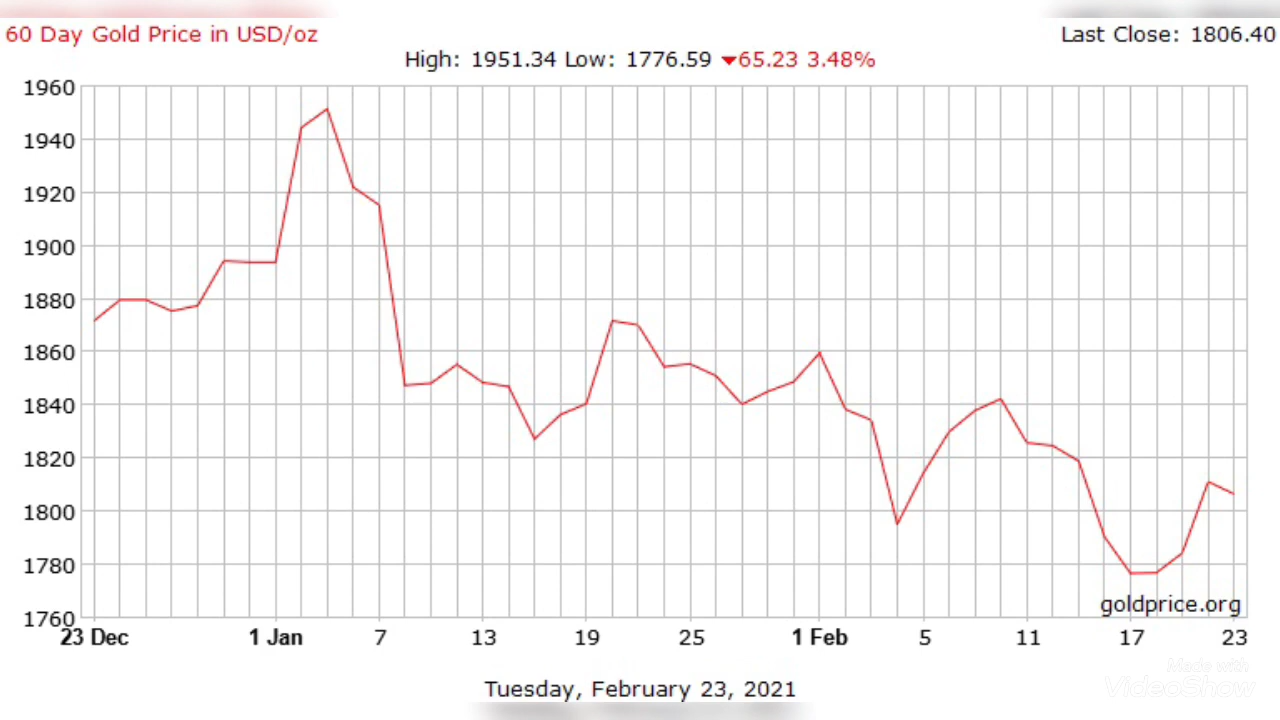 60 Day Gold Price in USD/oz
Last Close: 1806.40
High: 1951.34 Low: 1776.59 ▼65.23 3.48%
1960
1940
1920
1900
1880
1860
1840
1820
1800
1780
1760
goldprice.org
23 Dec 1 Jan 7 13 19 25 1 Feb 5 11 17 23
Made with
VideoShow
Tuesday, February 23, 2021